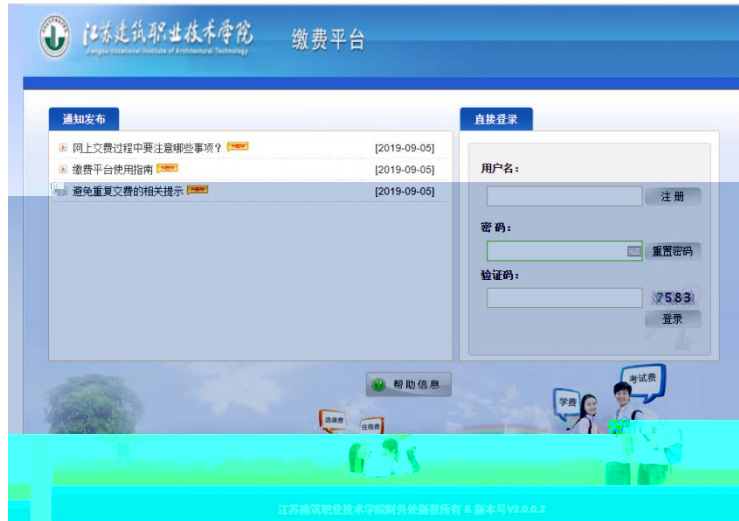 江苏建筑职业技术学院
Jiangsu Vocational Institute of Architectural Technology
缴费平台
通知发布
网上交费过程中要注意哪些事项? [2019-09-05]
缴费平台使用指南 [2019-09-05]
避免重复交费的相关提示 [2019-09-05]
直接登录
用户名:
注 册
密 码:
重置密码
验证码:
7583
登录
帮助信息
选课费
住宿费
学费
考试费
江苏建筑职业技术学院财务处版权所有 & 版本号V2.0.0.2